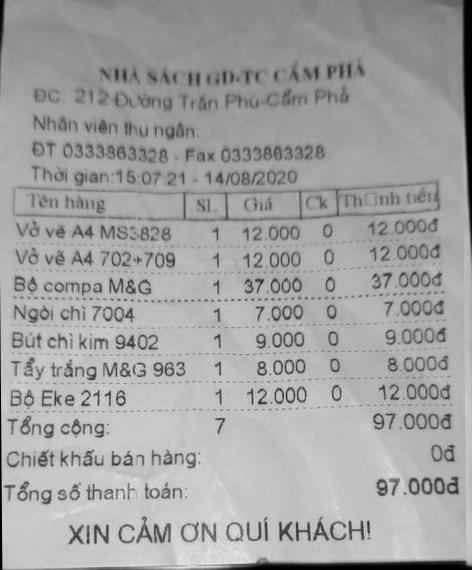 NHÀ SÁCH GD-TC CẨM PHẢ
ĐC: 212 Đường Trần Phú-Cẩm Phả
Nhân viên thu ngân:
ĐT 0333863328 - Fax 0333863328
Thời gian:15:07:21 - 14/08/2020
Tên hàng SL Giá Ck Th□nh tiền
Vở vẽ A4 MS3828 1 12.000 0 12.000đ
Vở vẽ A4 702+709 1 12.000 0 12.000đ
Bộ compa M&G 1 37.000 0 37.000đ
Ngòi chì 7004 1 7.000 0 7.000đ
Bút chì kim 9402 1 9.000 0 9.000đ
Tẩy trắng M&G 963 1 8.000 0 8.000đ
Bộ Eke 2116 1 12.000 0 12.000đ
Tổng cộng: 7 97.000đ
Chiết khấu bán hàng: 0đ
Tổng số thanh toán: 97.000đ
XIN CẢM ƠN QUÍ KHÁCH!